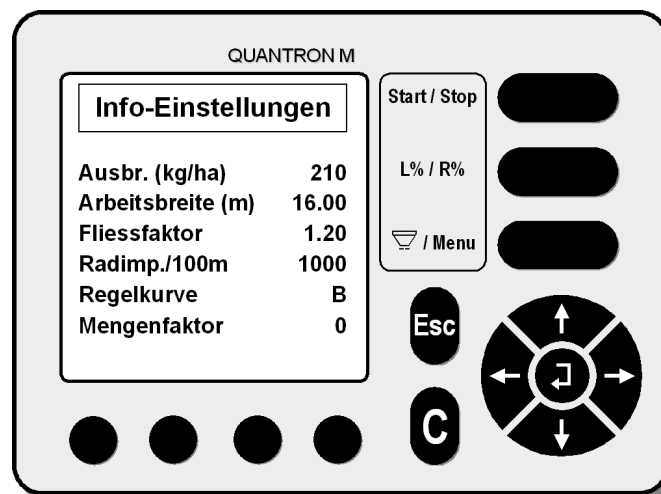 QUANTRON M
Info-Einstellungen
Ausbr. (kg/ha) 210
Arbeitsbreite (m) 16.00
Fliessfaktor 1.20
Radimp./100m 1000
Regelkurve B
Mengenfaktor 0
Start / Stop
L% / R%
/ Menu
Esc
C